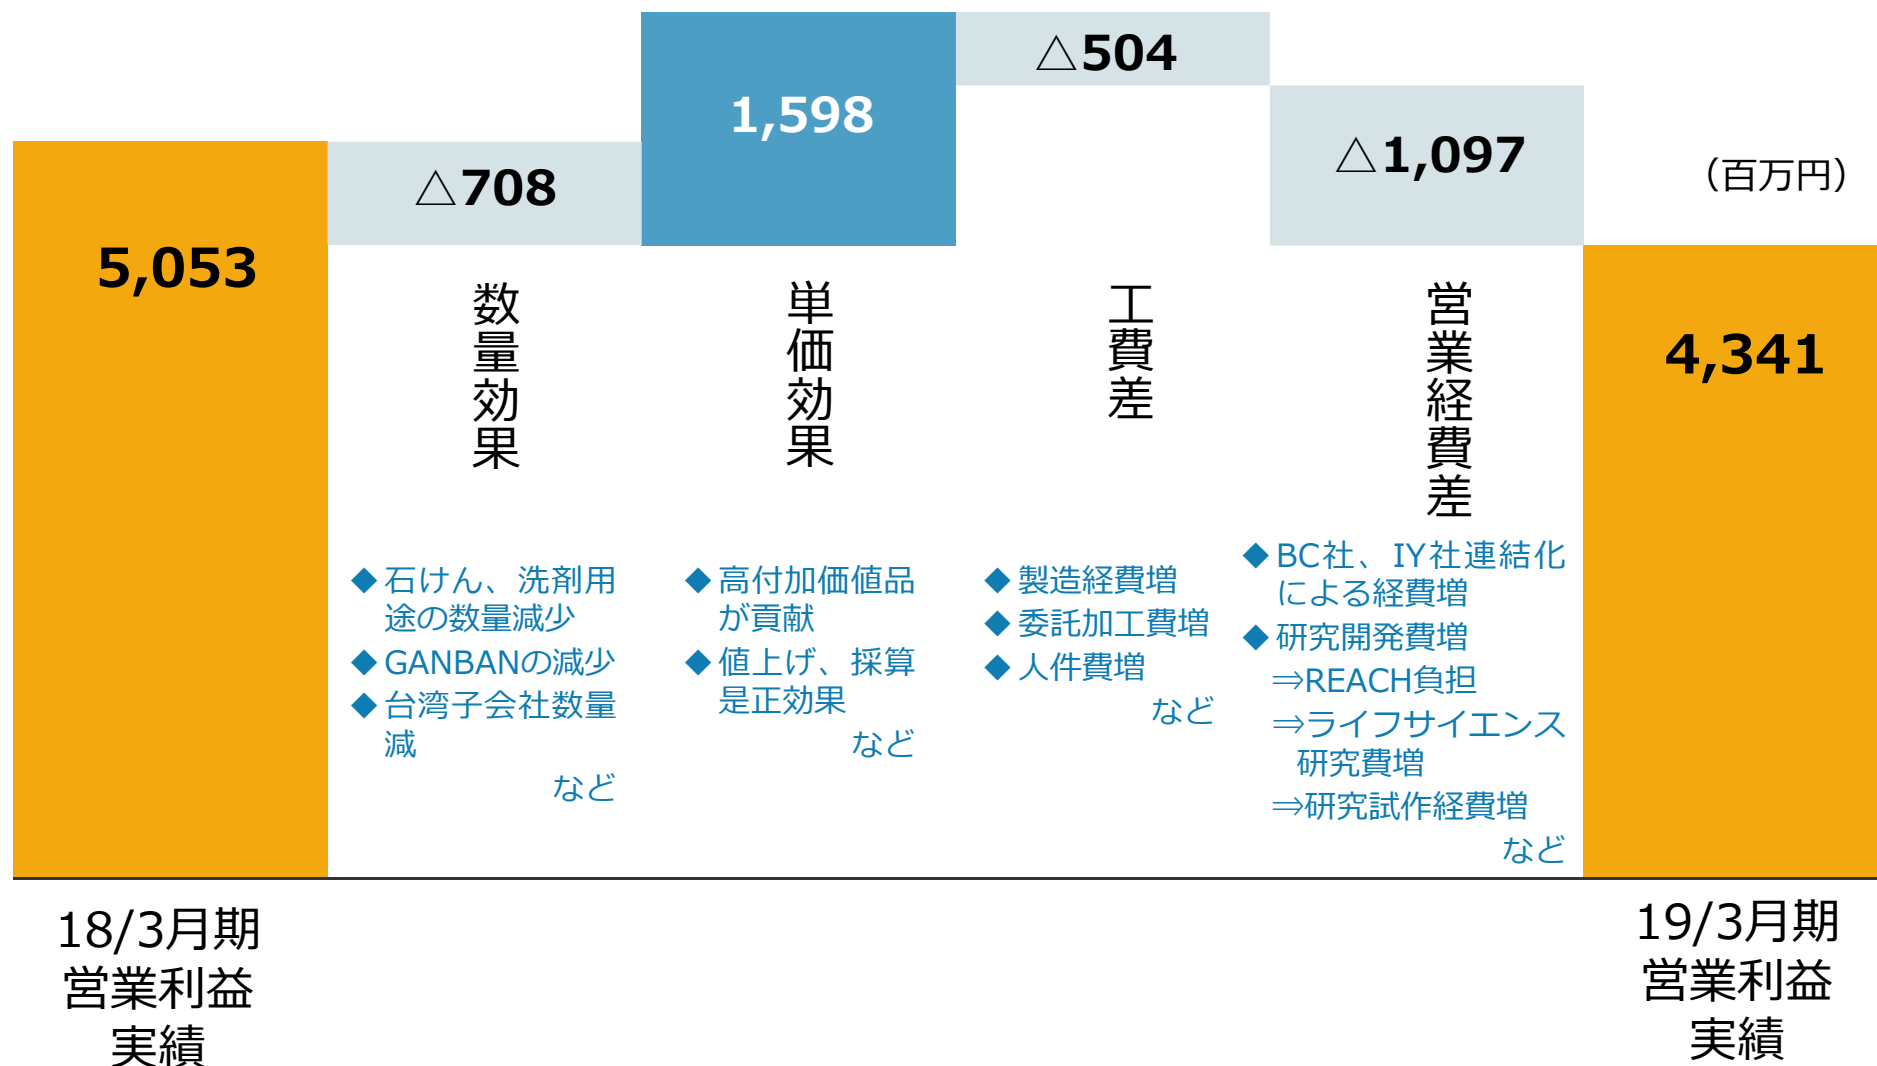 5,053
△708
1,598
△504
△1,097
(百万円)
4,341
数量効果
単価効果
工費差
営業経費差
◆石けん、洗剤用
途の数量減少
◆GANBANの減少
◆台湾子会社数量
減
など
◆高付加価値品
が貢献
◆値上げ、採算
是正効果
など
◆製造経費増
◆委託加工費増
◆人件費増
など
◆BC社、IY社連結化
による経費増
◆研究開発費増
⇒REACH負担
⇒ライフサイエンス
研究費増
⇒研究試作経費増
など
18/3月期
営業利益
実績
19/3月期
営業利益
実績